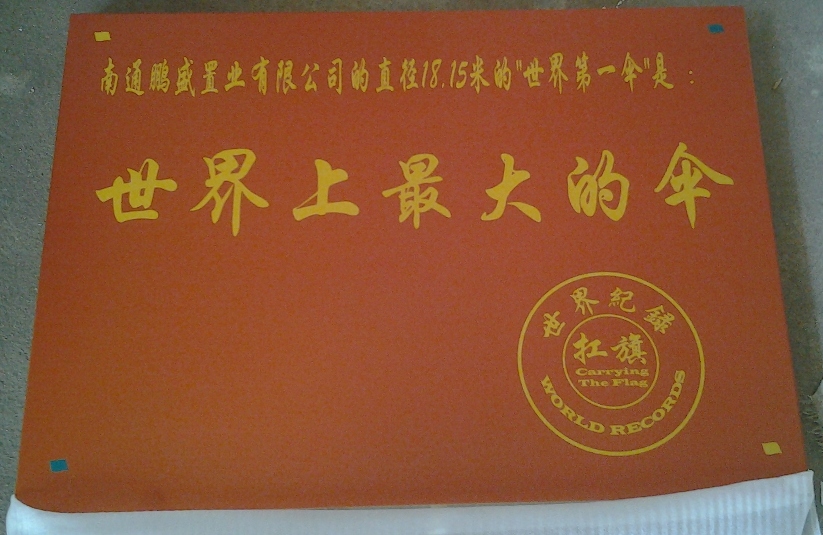 南通鹏盛置业有限公司的直径18.15米的"世界第一伞"是：
世界上最大的伞
世界紀錄
扛旗
Carrying
The Flag
WORLD RECORDS